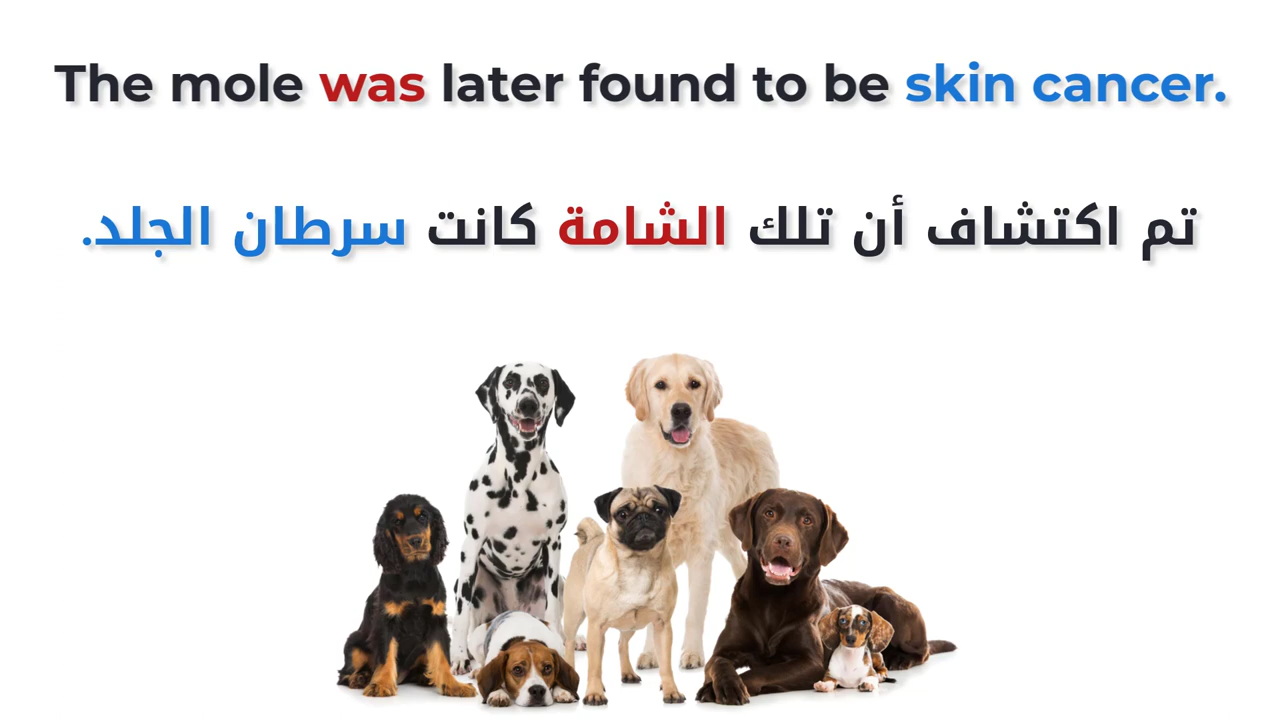 The mole was later found to be skin cancer.
تم اكتشاف أن تلك الشامة كانت سرطان الجلد.